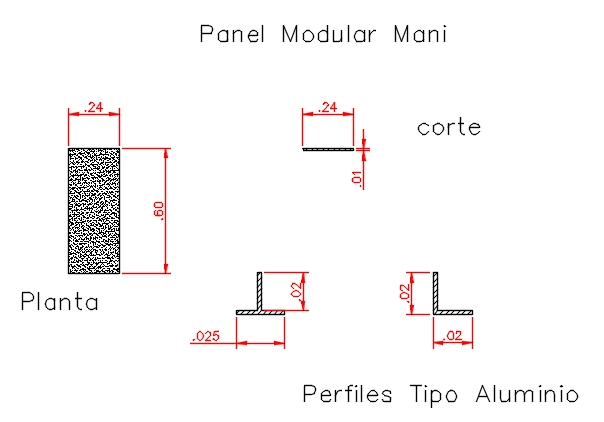 Panel Modular Mani
.24
.24
corte
.01
.60
Planta
.02
.02
.025
.02
Perfiles Tipo Aluminio